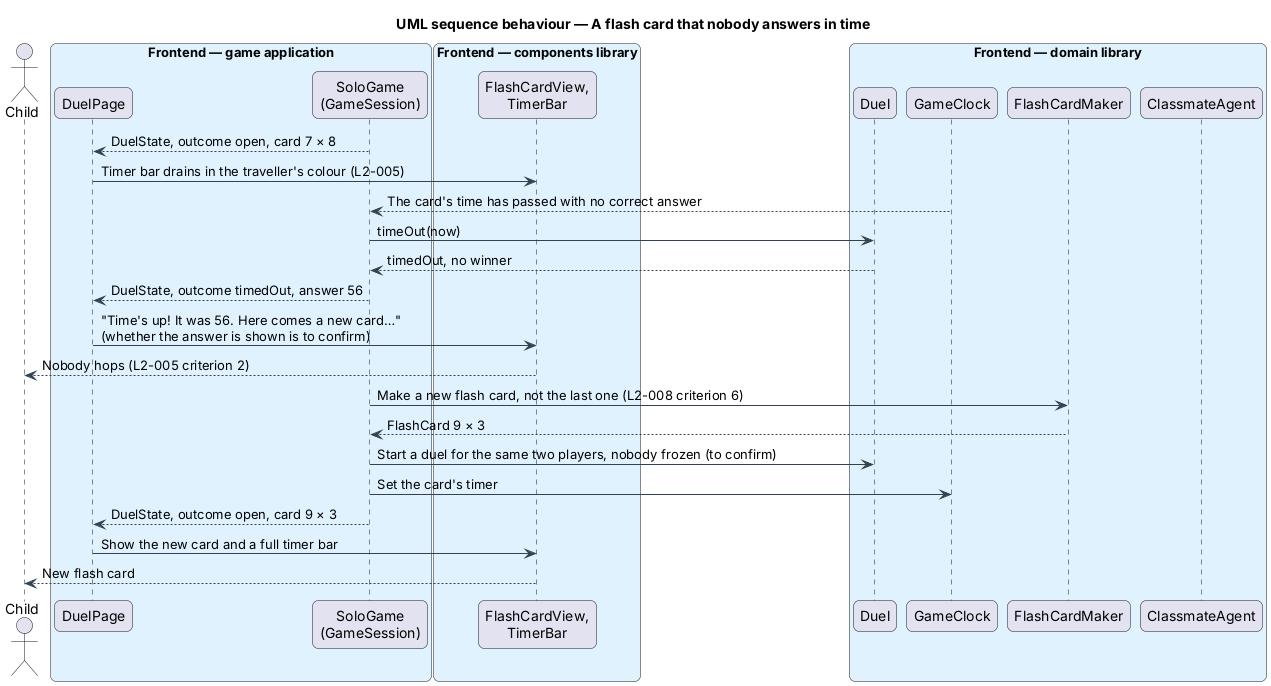 UML sequence behaviour — A flash card that nobody answers in time
Frontend — game application
Frontend — components library
Frontend — domain library
Child
DuelPage
SoloGame
(GameSession)
FlashCardView,
TimerBar
Duel
GameClock
FlashCardMaker
ClassmateAgent
DuelState, outcome open, card 7 × 8
Timer bar drains in the traveller's colour (L2-005)
The card's time has passed with no correct answer
timeOut(now)
timedOut, no winner
DuelState, outcome timedOut, answer 56
"Time's up! It was 56. Here comes a new card..."
(whether the answer is shown is to confirm)
Nobody hops (L2-005 criterion 2)
Make a new flash card, not the last one (L2-008 criterion 6)
FlashCard 9 × 3
Start a duel for the same two players, nobody frozen (to confirm)
Set the card's timer
DuelState, outcome open, card 9 × 3
Show the new card and a full timer bar
New flash card
Child
DuelPage
SoloGame
(GameSession)
FlashCardView,
TimerBar
Duel
GameClock
FlashCardMaker
ClassmateAgent